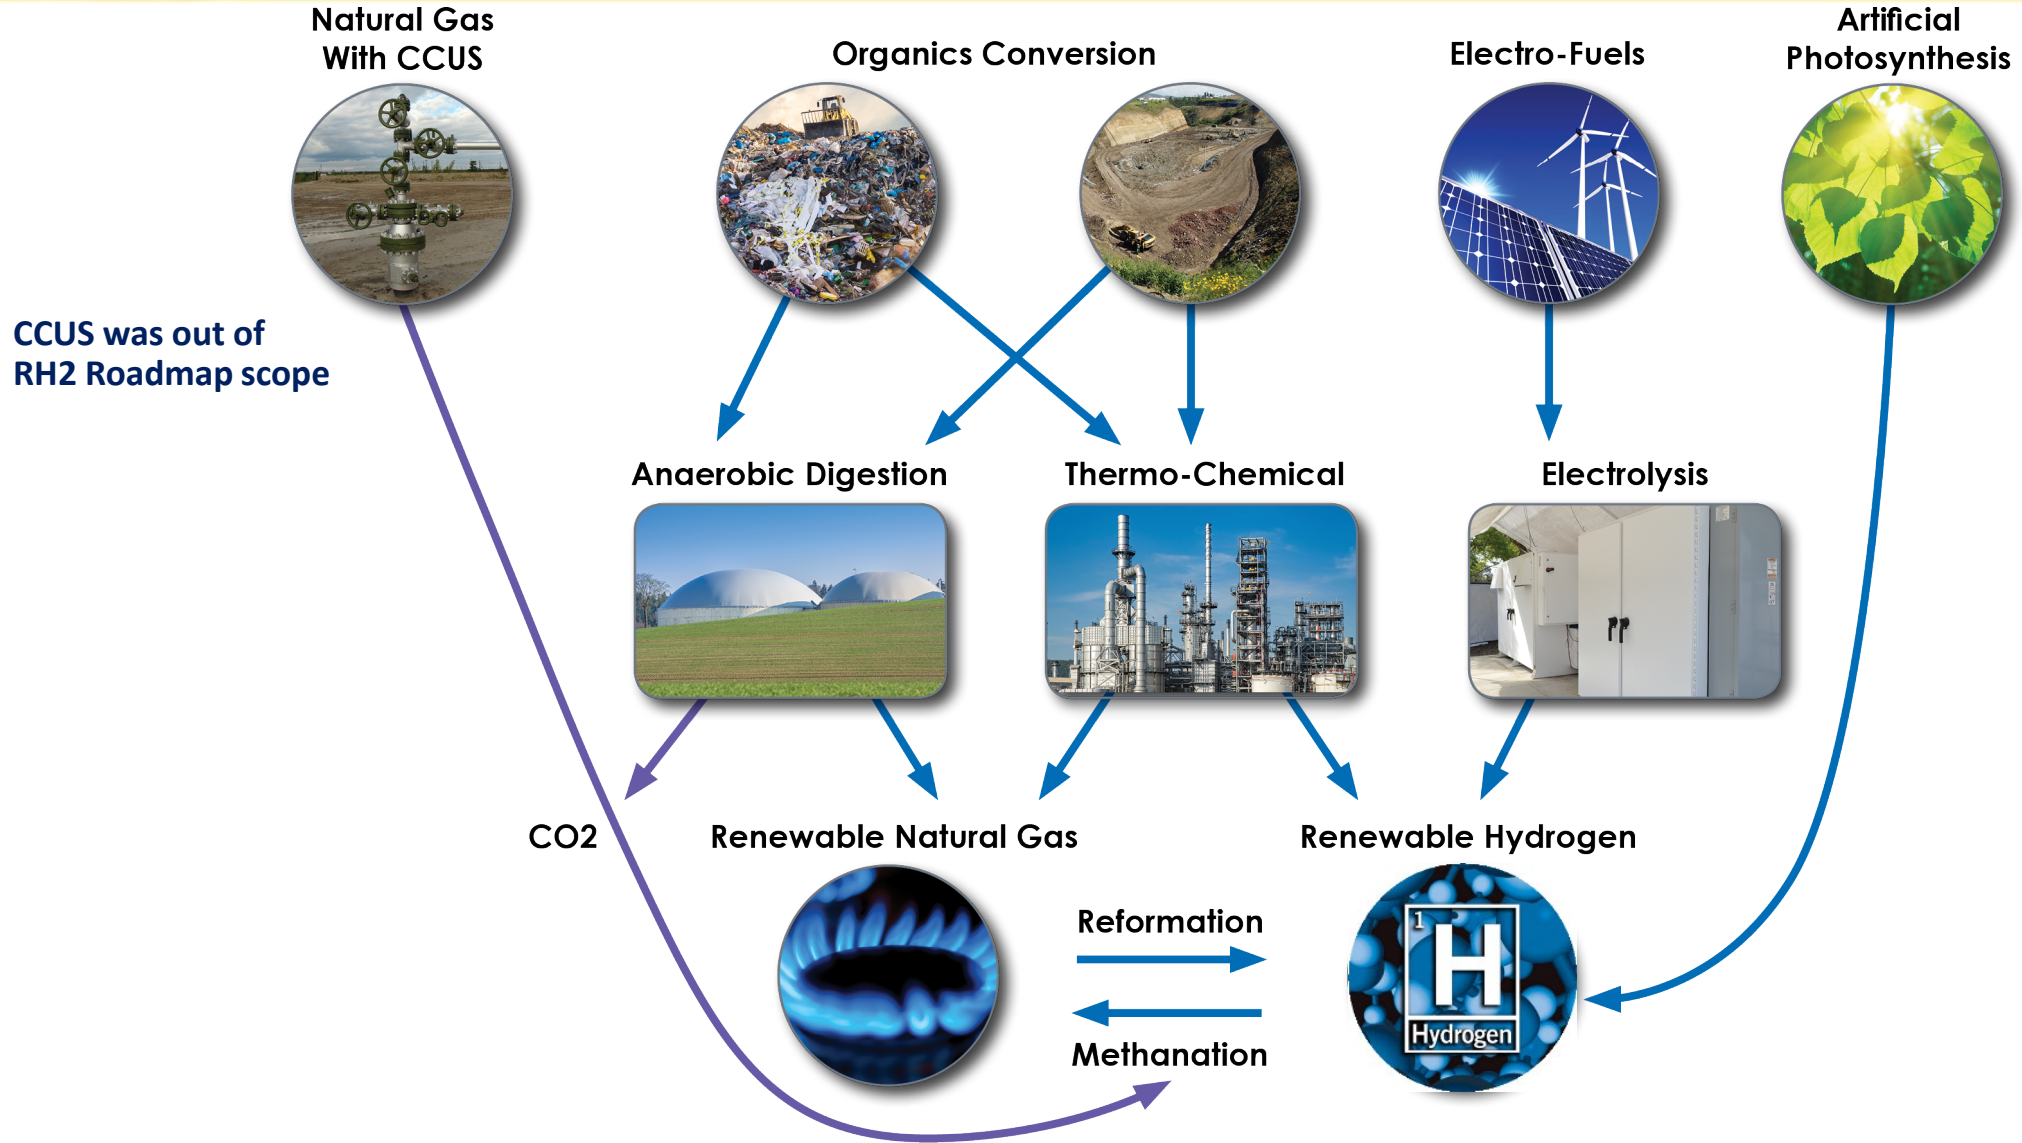 Natural Gas
With CCUS
Organics Conversion
Electro-Fuels
Artificial
Photosynthesis
CCUS was out of
RH2 Roadmap scope
Anaerobic Digestion
Thermo-Chemical
Electrolysis
CO2
Renewable Natural Gas
Renewable Hydrogen
Reformation
Methanation
1
H
Hydrogen